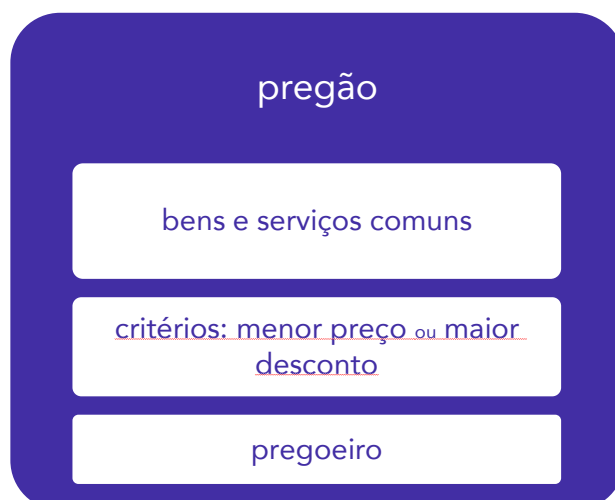 pregão
bens e serviços comuns
critérios: menor preço ou maior
desconto
pregoeiro